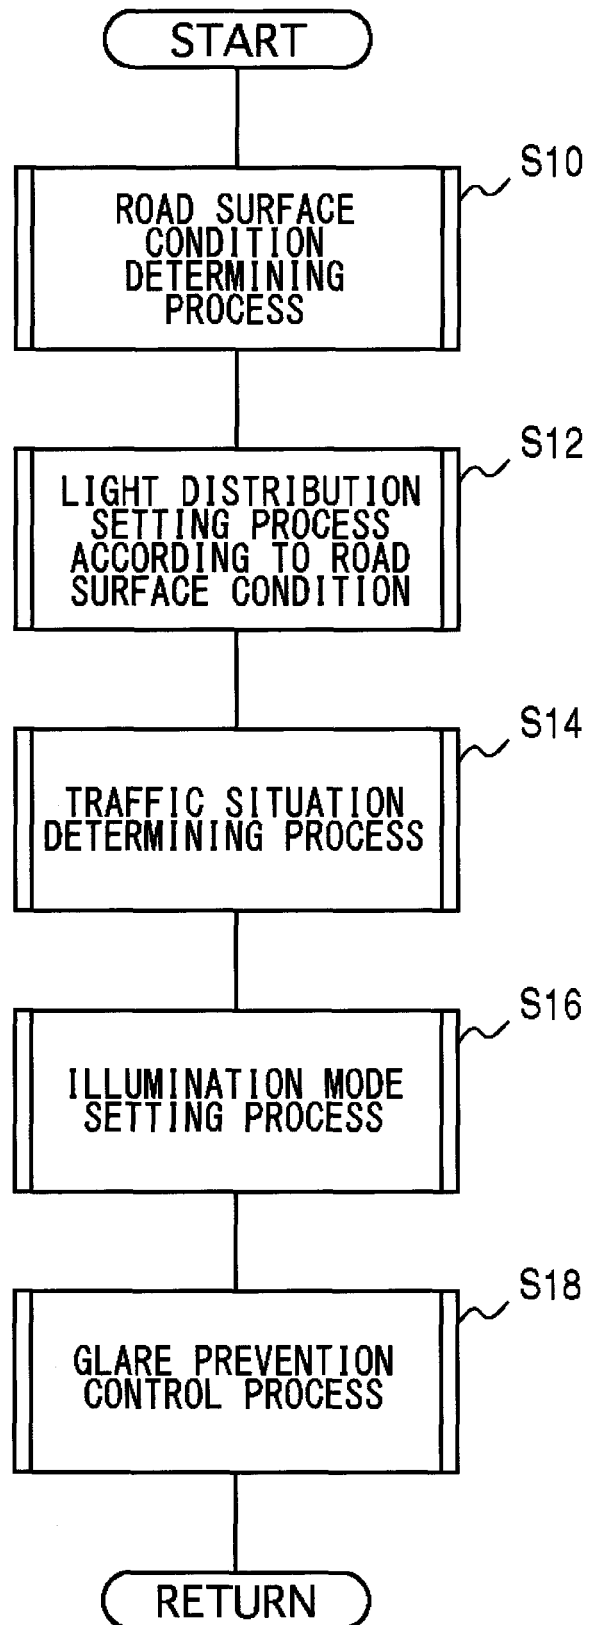 START
S10
ROAD SURFACE
CONDITION
DETERMINING
PROCESS
S12
LIGHT DISTRIBUTION
SETTING PROCESS
ACCORDING TO ROAD
SURFACE CONDITION
S14
TRAFFIC SITUATION
DETERMINING PROCESS
S16
ILLUMINATION MODE
SETTING PROCESS
S18
GLARE PREVENTION
CONTROL PROCESS
RETURN